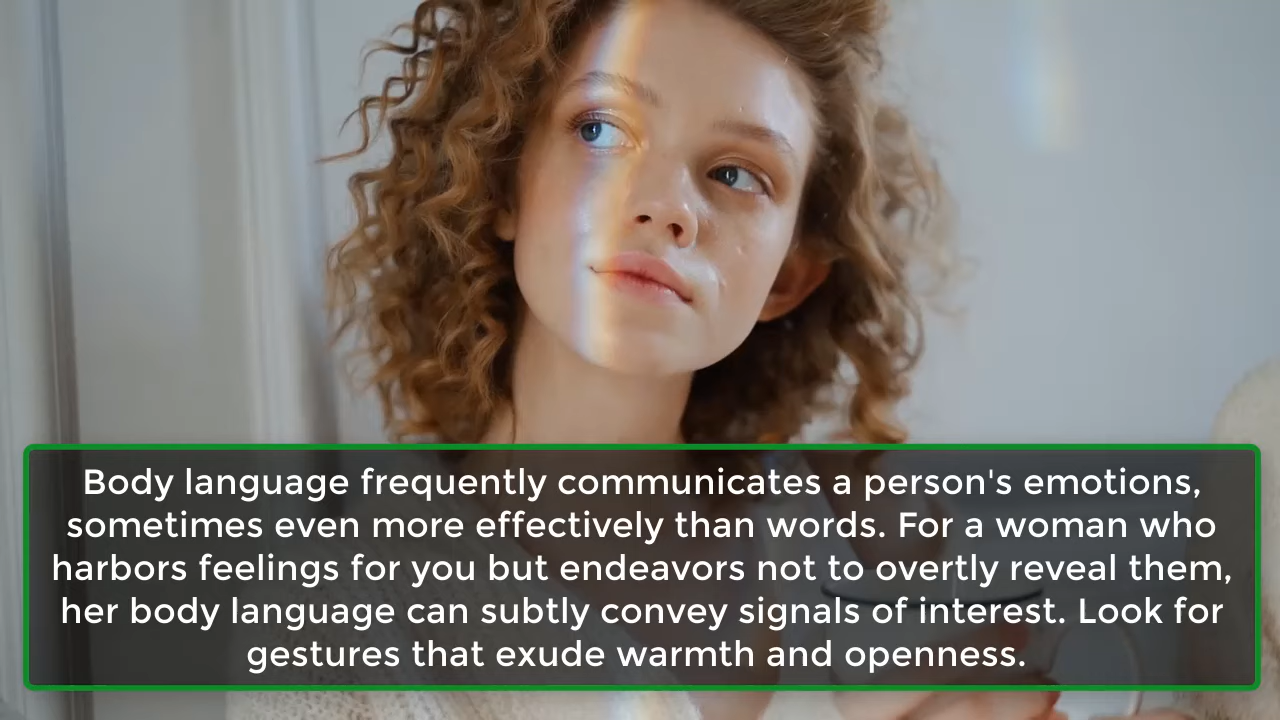 Body language frequently communicates a person's emotions,
sometimes even more effectively than words. For a woman who
harbors feelings for you but endeavors not to overtly reveal them,
her body language can subtly convey signals of interest. Look for
gestures that exude warmth and openness.